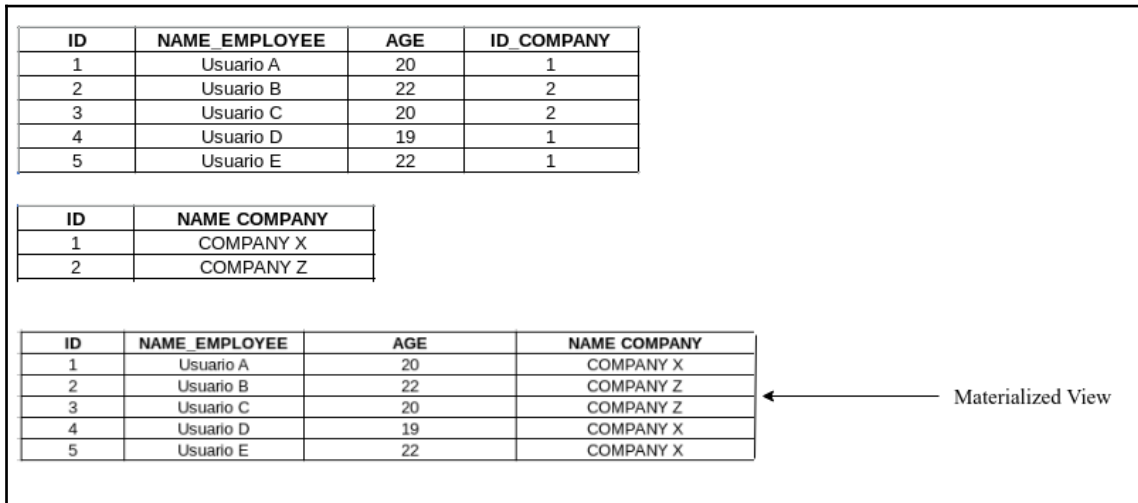 ID NAME_EMPLOYEE AGE ID_COMPANY
1 Usuario A 20 1
2 Usuario B 22 2
3 Usuario C 20 2
4 Usuario D 19 1
5 Usuario E 22 1
ID NAME COMPANY
1 COMPANY X
2 COMPANY Z
ID NAME_EMPLOYEE AGE NAME COMPANY
1 Usuario A 20 COMPANY X
2 Usuario B 22 COMPANY Z
3 Usuario C 20 COMPANY Z
4 Usuario D 19 COMPANY X
5 Usuario E 22 COMPANY X
Materialized View